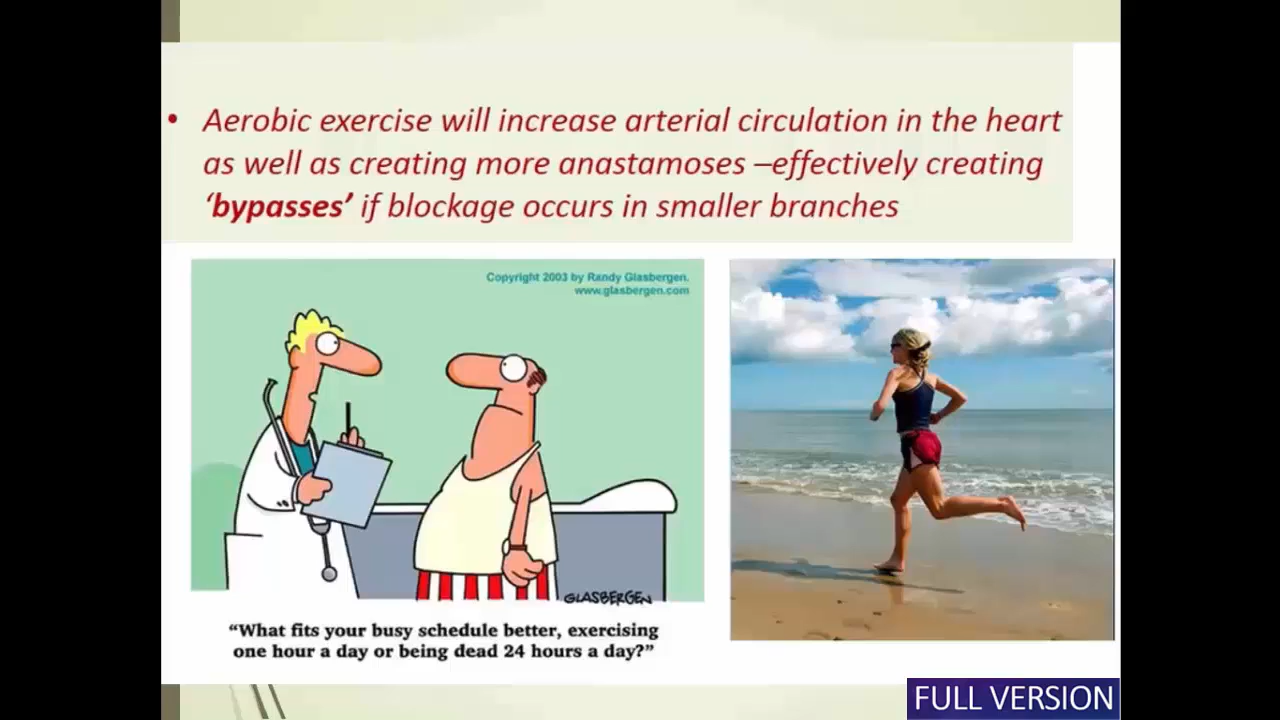 • Aerobic exercise will increase arterial circulation in the heart
as well as creating more anastamoses –effectively creating
‘bypasses’ if blockage occurs in smaller branches
Copyright 2003 by Randy Glasbergen.
www.glasbergen.com
GLASBERGEN
“What fits your busy schedule better, exercising
one hour a day or being dead 24 hours a day?”
FULL VERSION